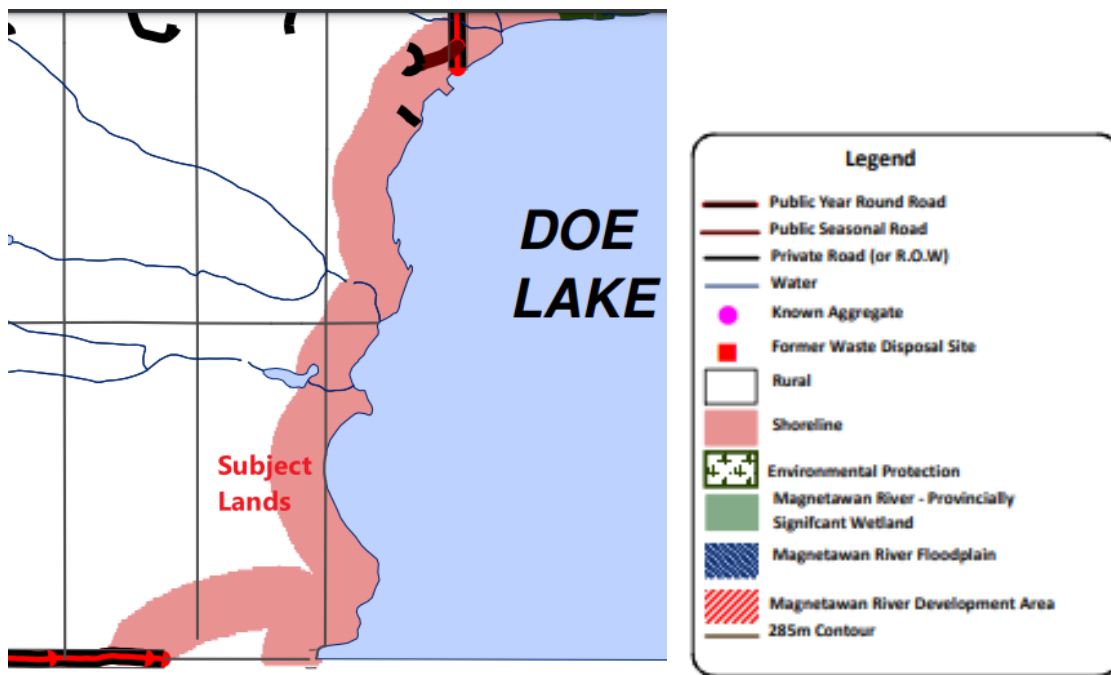 DOE
LAKE
Subject
Lands
Legend
Public Year Round Road
Public Seasonal Road
Private Road (or R.O.W)
Water
Known Aggregate
Former Waste Disposal Site
Rural
Shoreline
Environmental Protection
Magnetawan River - Provincially
Signifcant Wetland
Magnetawan River Floodplain
Magnetawan River Development Area
285m Contour